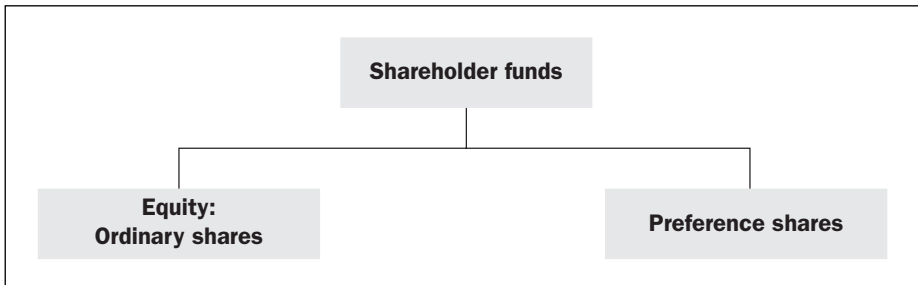 Shareholder funds
Equity:
Ordinary shares
Preference shares